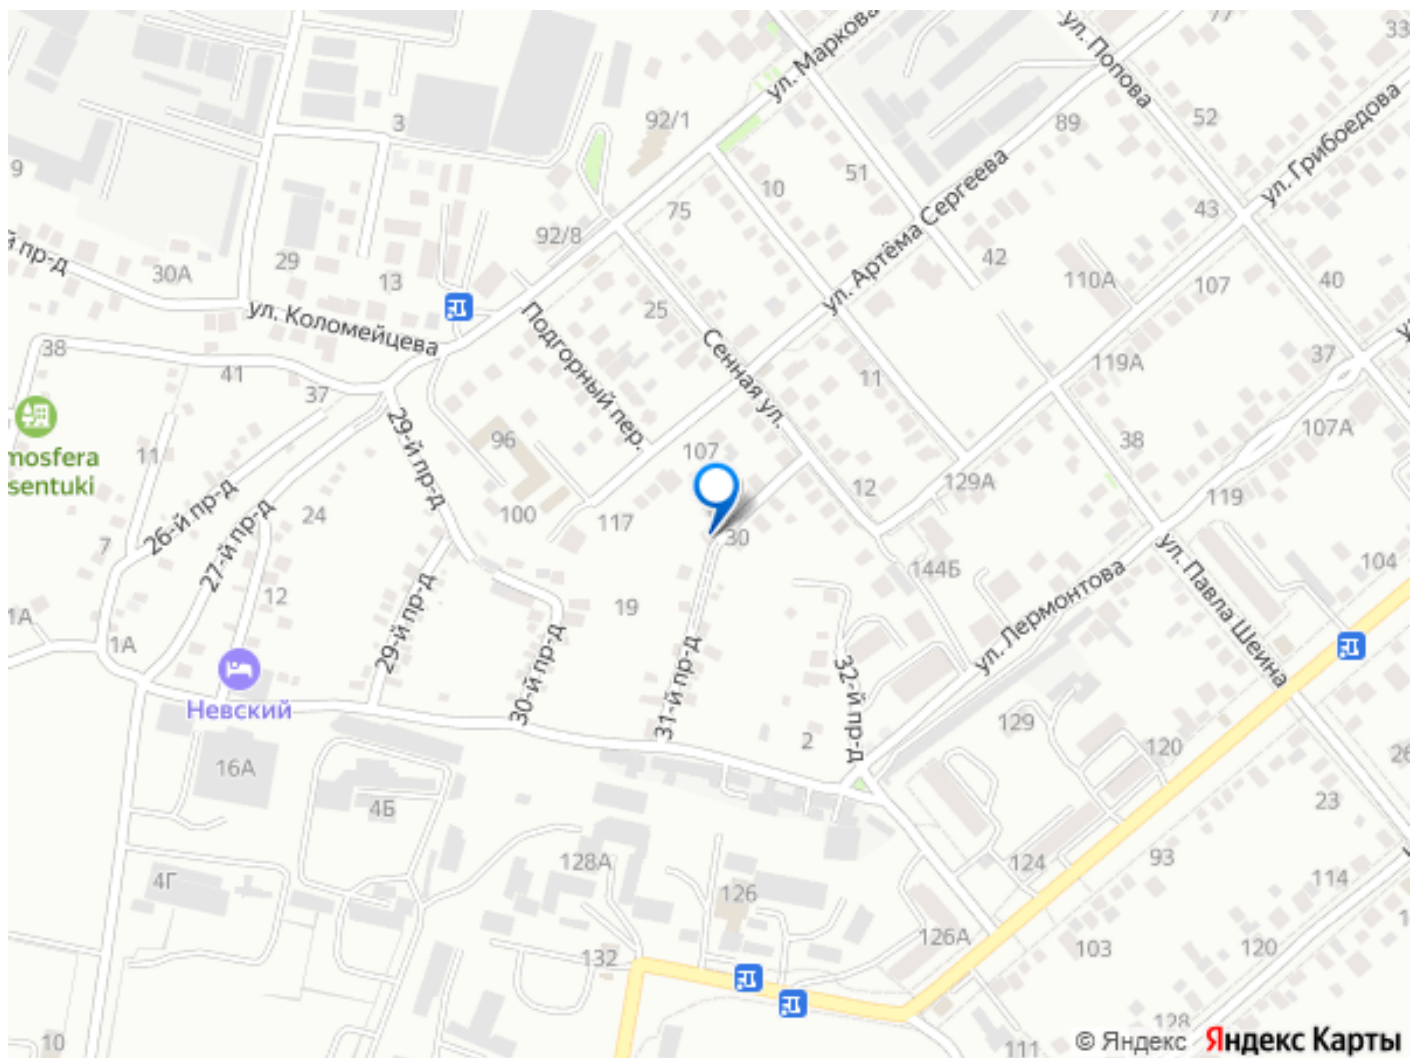 ул. Маркова
ул. Попова
77
33
92/1
89
52
ул. Грибоедова
3
9
51
10
ул. Артёма Сергеева
75
43
92/8
42
й пр-д
30А
29
13
110А
107
40
ул. Коломейцева
Подгорный пер.
25
Сенная ул.
38
41
37
119А
37
11
29-й пр-д
mosfera
sentuki
11
96
107
38
107А
26-й пр-д
24
100
117
12
129А
119
7
27-й пр-д
30
144Б
ул. Лермонтова
ул. Павла Шеина
104
1А
12
29-й пр-д
19
1А
30-й пр-д
31-й пр-д
32-й пр-д
Невский
2
129
120
16А
4Б
26
23
128А
124
93
4Г
126
114
126А
103
120
132
10
111
128
© Яндекс Яндекс Карты